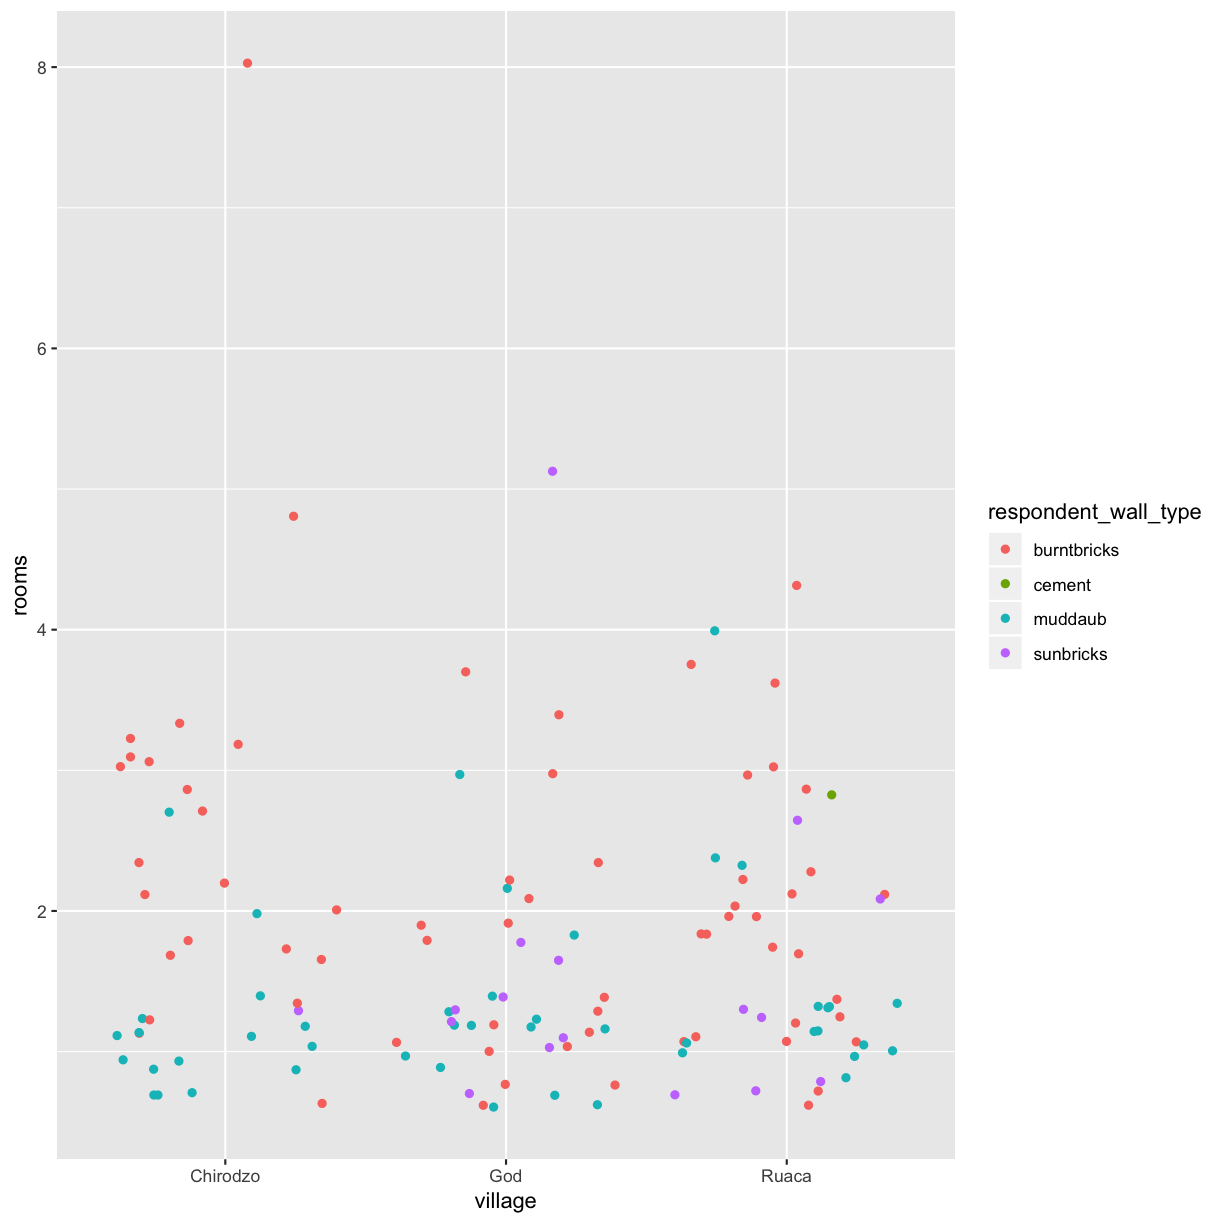 8
6
4
2
rooms
Chirodzo God Ruaca
village
respondent_wall_type
burntbricks
cement
muddaub
sunbricks